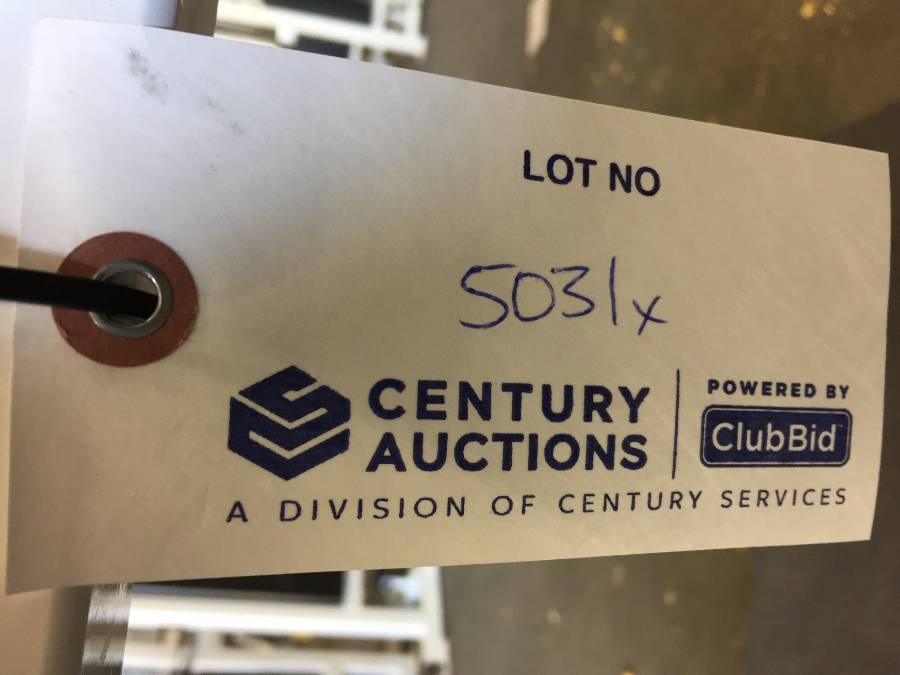 LOT NO
5031x
CENTURY
AUCTIONS
POWERED BY
ClubBid
A DIVISION OF CENTURY SERVICES